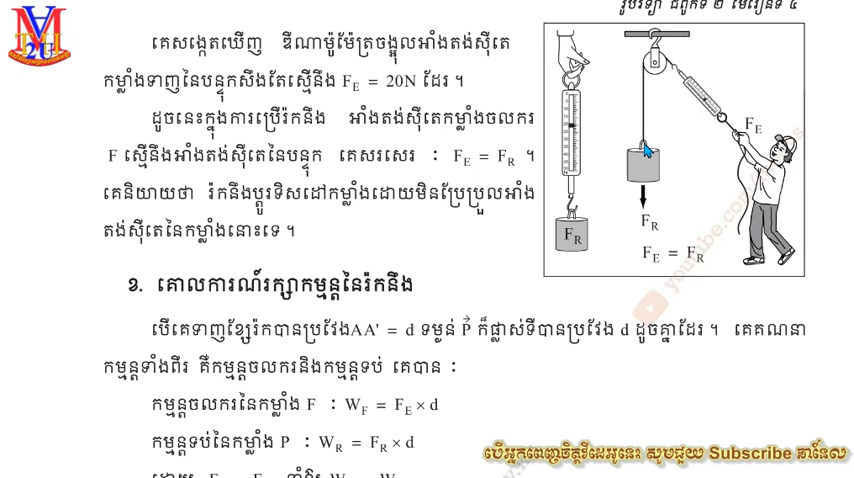 រូបវិទ្យា ជំពូកទី ២ មេរៀនទី ៤
គេសង្កេតឃើញ ឌីណាម៉ូម៉ែត្រចង្អុលអាំងតង់ស៊ីតេ
កម្លាំងទាញនៃបន្ទុកសឹងតែស្មើនឹង F_E = 20N ដែរ ។
ដូចនេះក្នុងការប្រើរ៉កនឹង អាំងតង់ស៊ីតេកម្លាំងចលករ
F ស្មើនឹងអាំងតង់ស៊ីតេនៃបន្ទុក គេសរសេរ : F_E = F_R ។
គេនិយាយថា រ៉កនឹងប្តូរទិសដៅកម្លាំងដោយមិនប្រែប្រួលអាំង
តង់ស៊ីតេនៃកម្លាំងនោះទេ ។
F_R
F_E
F_R
F_E = F_R
ខ. គោលការណ៍រក្សាកម្មន្តនៃរ៉កនឹង
បើគេទាញខ្សែរ៉កបានប្រវែងAA' = d ទម្ងន់ P⃗ ក៏ផ្លាស់ទីបានប្រវែង d ដូចគ្នាដែរ ។ គេគណនា
កម្មន្តទាំងពីរ គឺកម្មន្តចលករនិងកម្មន្តទប់ គេបាន :
កម្មន្តចលករនៃកម្លាំង F : W_F = F_E × d
កម្មន្តទប់នៃកម្លាំង P : W_R = F_R × d
បើអ្នកពេញចិត្តវីដេអូនេះ សូមជួយ Subscribe ឆានែល